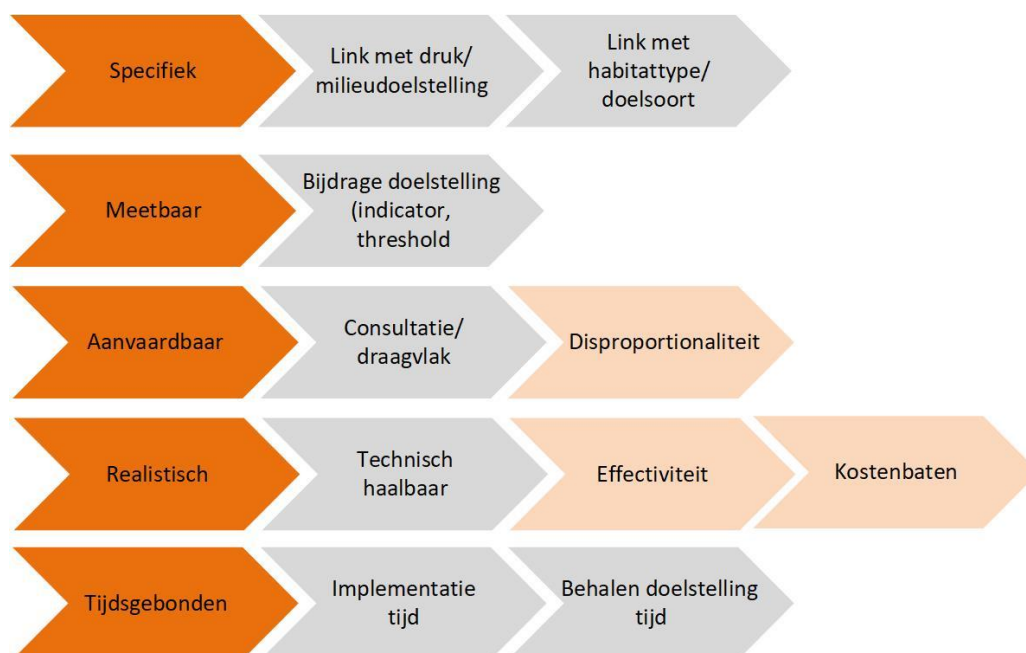 Specifiek
Link met druk/
milieudoelstelling
Link met
habitattype/
doelsoort
Meetbaar
Bijdrage doelstelling
(indicator,
threshold
Aanvaardbaar
Consultatie/
draagvlak
Disproportionaliteit
Realistisch
Technisch
haalbaar
Effectiviteit
Kostenbaten
Tijdsgebonden
Implementatie
tijd
Behalen doelstelling
tijd